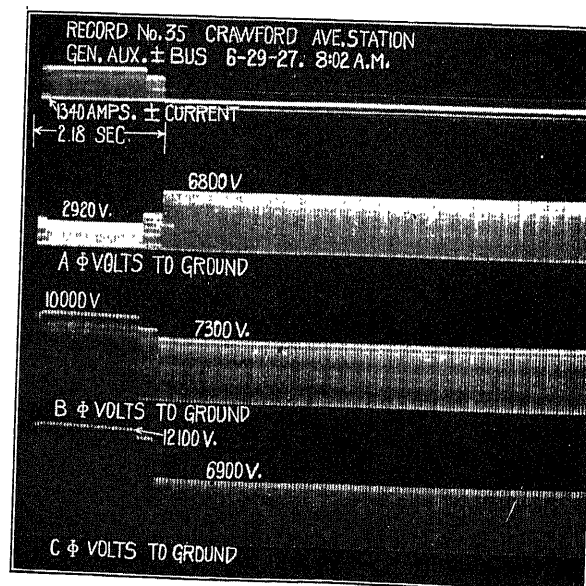 RECORD No.35 CRAWFORD AVE.STATION
GEN. AUX. ± BUS 6-29-27. 8:02 A.M.
1340 AMPS. ± CURRENT
2.18 SEC.
6800 V
2920 V.
A Φ VOLTS TO GROUND
10000 V
7300 V.
B Φ VOLTS TO GROUND
12100 V.
6900 V.
C Φ VOLTS TO GROUND